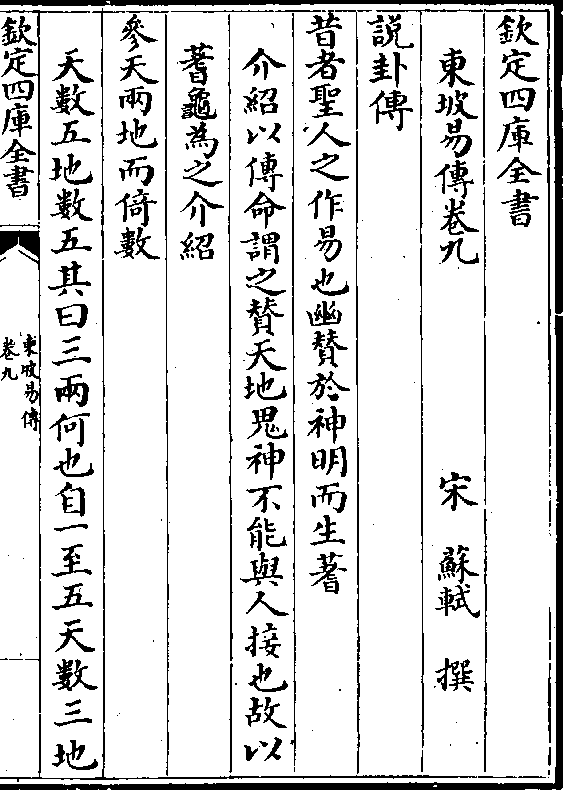 欽定四庫全書
東坡易傳卷九　宋　蘇軾　撰
說卦傳
昔者聖人之作易也幽贊於神明而生蓍
介紹以傳命謂之贊天地鬼神不能與人接也故以
蓍龜為之介紹
參天兩地而倚數
天數五地數五其曰三兩何也自一至五天數三地
欽定四庫全書
東坡易傳
卷九